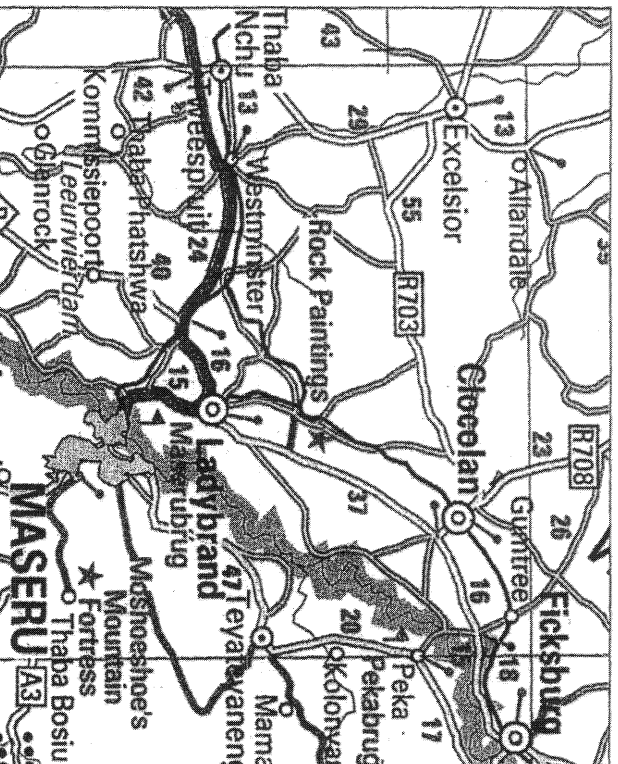 R708
23
26
Ficksburg
Allandale
Gumtree
13
18
Excelsior
Clocolan
16
55
R703
17
Peka
Pekabrug
29
37
20
43
Rock Paintings
Thaba
Nchu
13
Westminster
Mama
Teyateyaneng
47
16
Ladybrand
Tweespruit
24
15
Maserubrug
42
Thaba Phatshwa
40
Moshoeshoe's
Mountain
Fortress
Kommissiepoort
Leeurivierdam
Glenrock
Thaba Bosiu
MASERU
A3